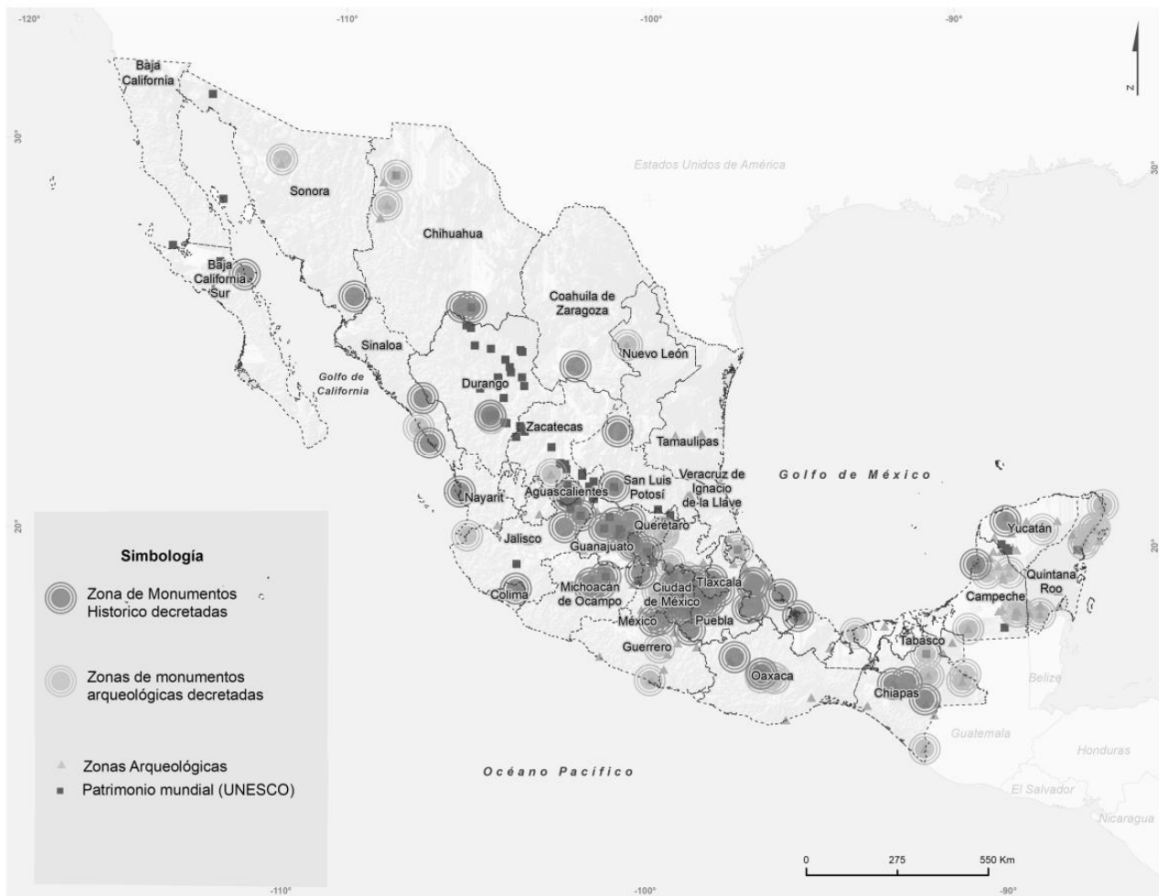 -120°
-110°
-100°
-90°
30°
30°
20°
20°
-110°
-100°
-90°
Z
Baja
California
Sonora
Chihuahua
Estados Unidos de América
Baja
California
Sur
Coahuila de
Zaragoza
Sinaloa
Nuevo León
Golfo de
California
Durango
Zacatecas
Tamaulipas
Golfo de México
Nayarit
Aguascalientes
San Luis
Potosí
Veracruz de
Ignacio
de la Llave
Jalisco
Guanajuato
Querétaro
Yucatán
Quintana
Roo
Campeche
Colima
Michoacán
de Ocampo
Ciudad
de México
Tlaxcala
México
Puebla
Tabasco
Guerrero
Oaxaca
Chiapas
Belize
Guatemala
Honduras
El Salvador
Nicaragua
Océano Pacífico
Simbología
Zona de Monumentos
Historico decretadas
Zonas de monumentos
arqueológicas decretadas
Zonas Arqueológicas
Patrimonio mundial (UNESCO)
0 275 550 Km